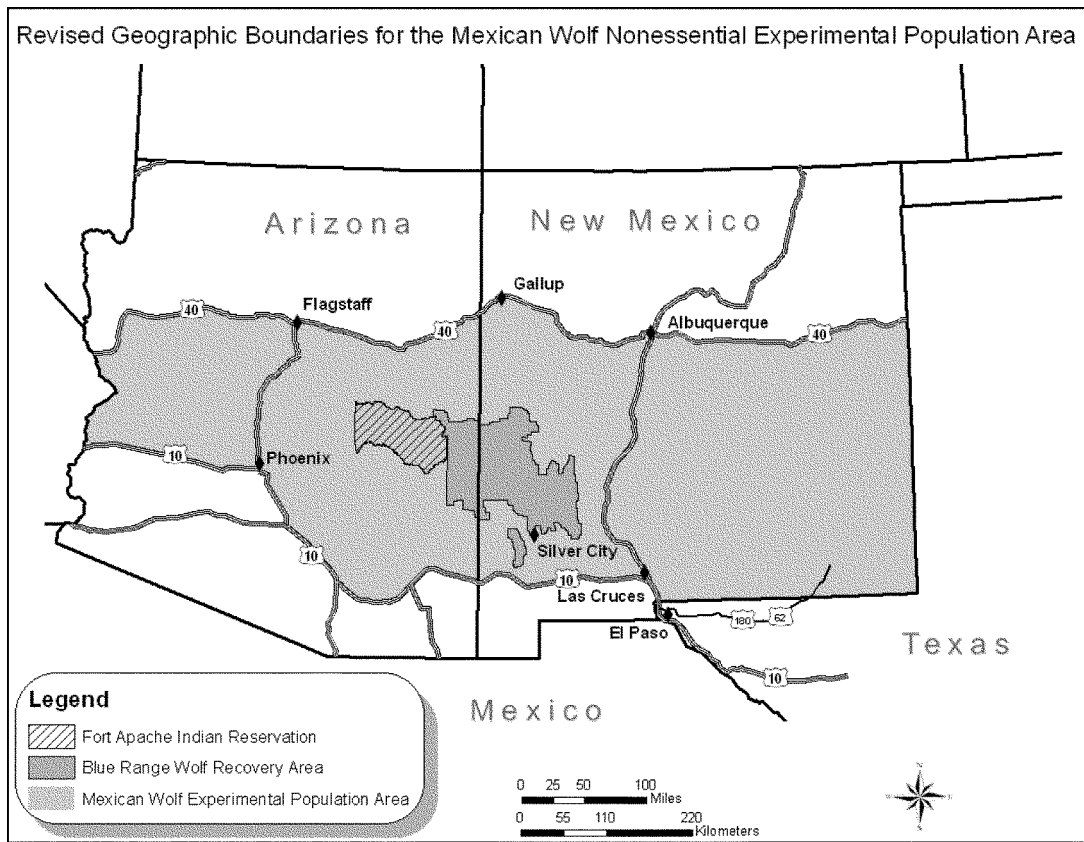 Revised Geographic Boundaries for the Mexican Wolf Nonessential Experimental Population Area
Arizona
New Mexico
Gallup
Flagstaff
40
40
Albuquerque
40
10
Phoenix
10
Silver City
10
Las Cruces
El Paso
180
62
Texas
10
Mexico
Legend
Fort Apache Indian Reservation
Blue Range Wolf Recovery Area
Mexican Wolf Experimental Population Area
0 25 50 100
Miles
0 55 110 220
Kilometers
N
W E
S